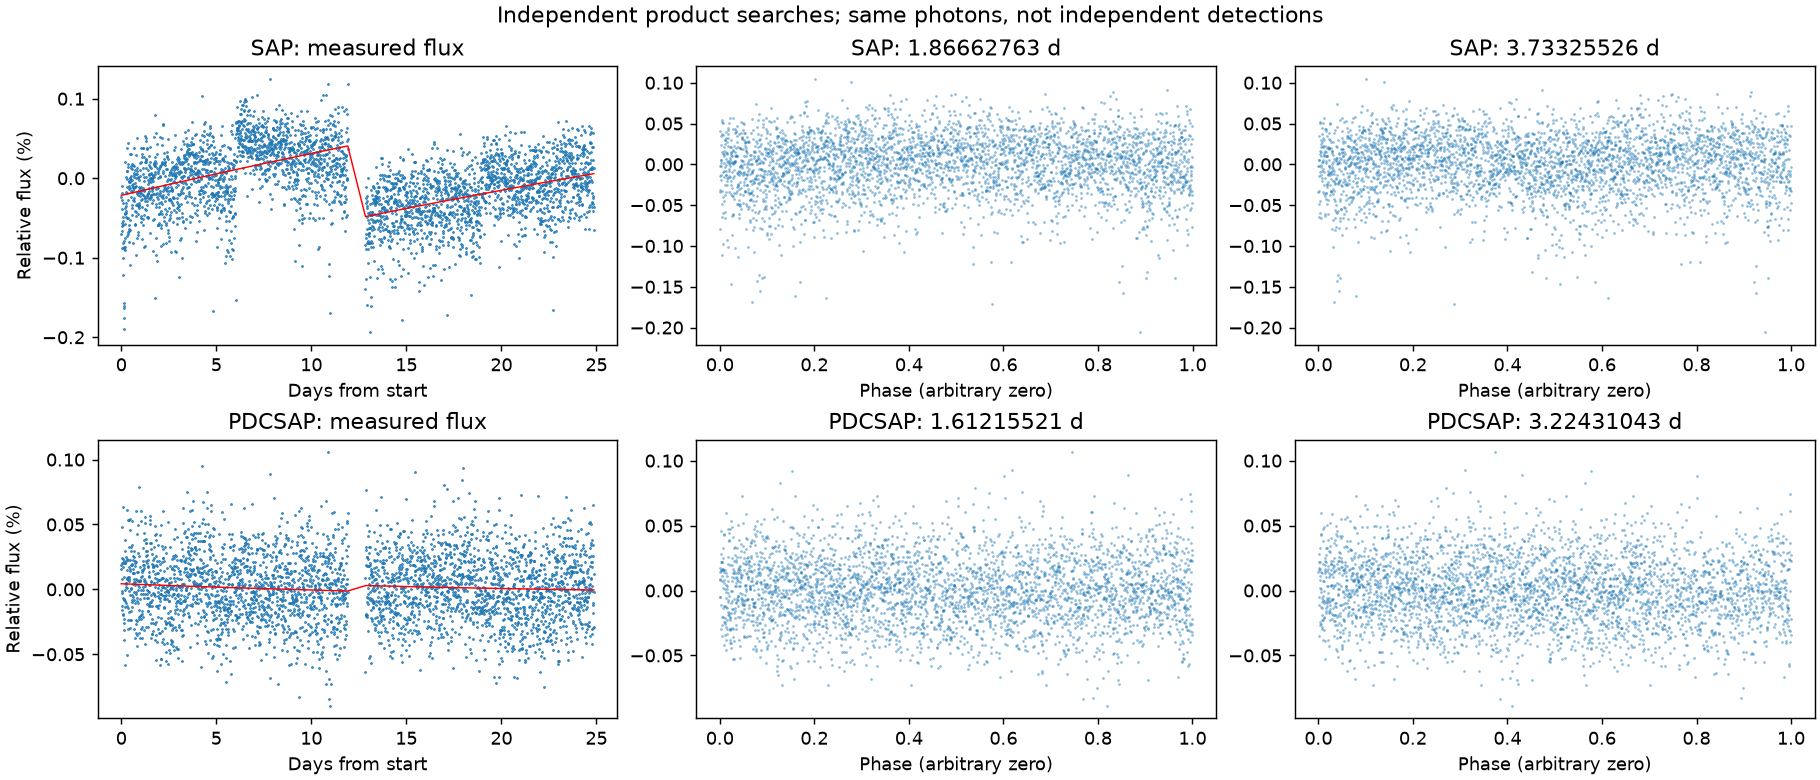 Independent product searches; same photons, not independent detections
SAP: measured flux
Relative flux (%)
0.1
0.0
−0.1
−0.2
0 5 10 15 20 25
Days from start
SAP: 1.86662763 d
0.10
0.05
0.00
−0.05
−0.10
−0.15
−0.20
0.0 0.2 0.4 0.6 0.8 1.0
Phase (arbitrary zero)
SAP: 3.73325526 d
0.10
0.05
0.00
−0.05
−0.10
−0.15
−0.20
0.0 0.2 0.4 0.6 0.8 1.0
Phase (arbitrary zero)
PDCSAP: measured flux
Relative flux (%)
0.10
0.05
0.00
−0.05
0 5 10 15 20 25
Days from start
PDCSAP: 1.61215521 d
0.10
0.05
0.00
−0.05
0.0 0.2 0.4 0.6 0.8 1.0
Phase (arbitrary zero)
PDCSAP: 3.22431043 d
0.10
0.05
0.00
−0.05
0.0 0.2 0.4 0.6 0.8 1.0
Phase (arbitrary zero)